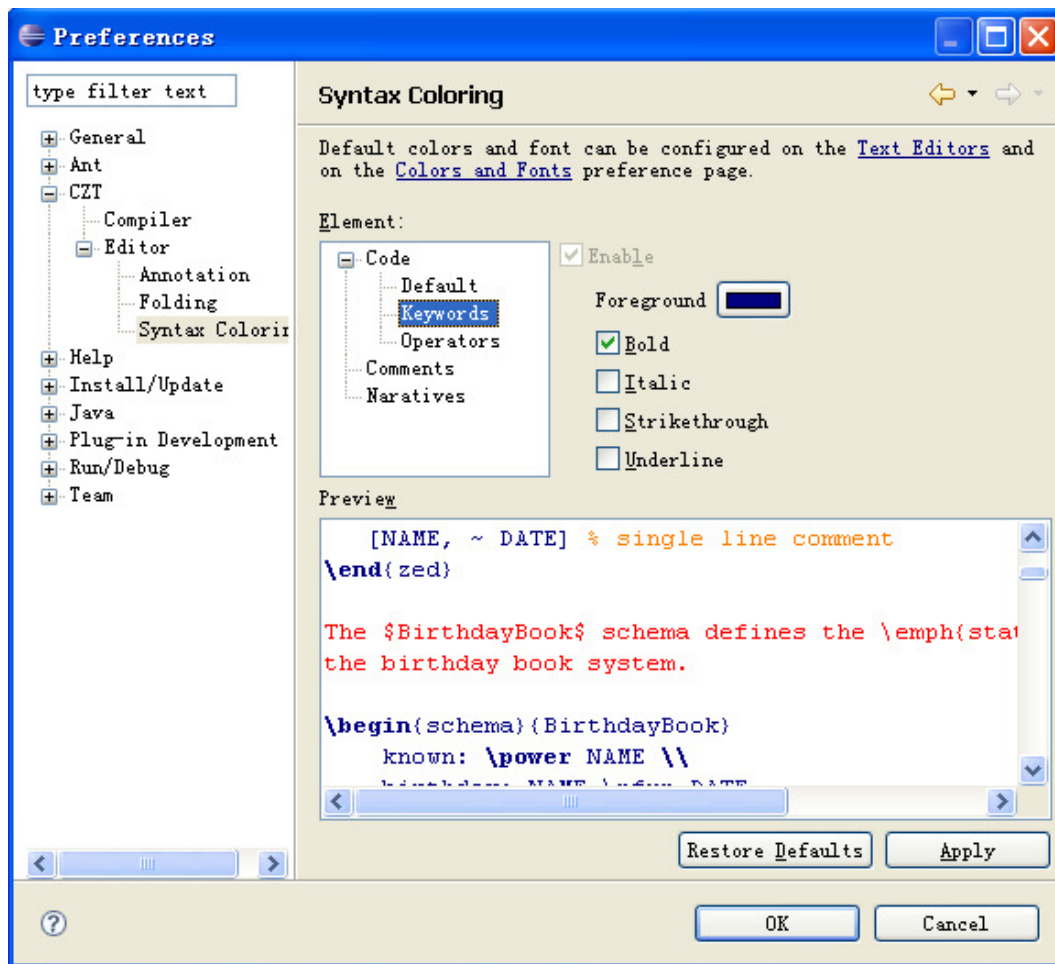 Preferences
type filter text
General
Ant
CZT
Compiler
Editor
Annotation
Folding
Syntax Colorin
Help
Install/Update
Java
Plug-in Development
Run/Debug
Team
Syntax Coloring
Default colors and font can be configured on the Text Editors and
on the Colors and Fonts preference page.
Element:
Code
Default
Keywords
Operators
Comments
Naratives
Enable
Foreground
Bold
Italic
Strikethrough
Underline
Preview
[NAME, ~ DATE] % single line comment
\end{zed}
The $BirthdayBook$ schema defines the \emph{stat
the birthday book system.
\begin{schema}{BirthdayBook}
known: \power NAME \\
Restore Defaults
Apply
OK
Cancel